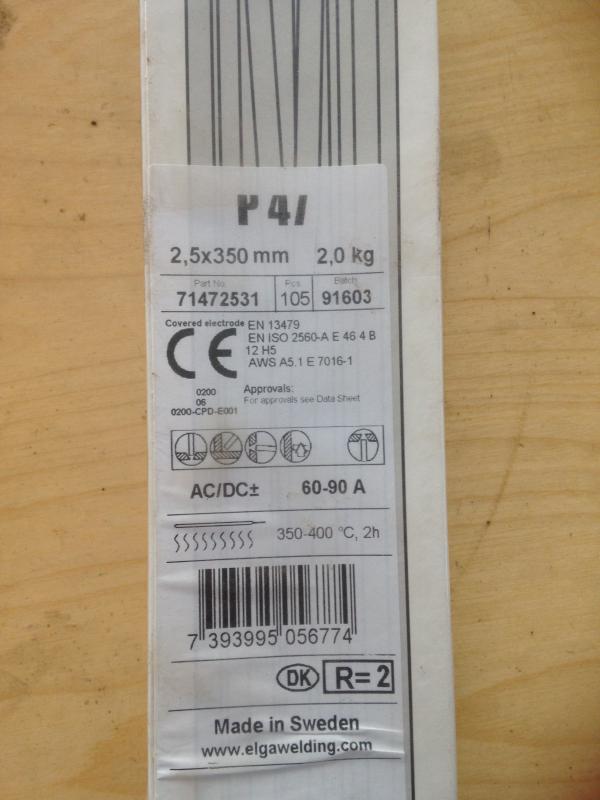 P 47
2,5x350 mm 2,0 kg
Part No. Pcs Batch
71472531 105 91603
Covered electrode EN 13479
EN ISO 2560-A E 46 4 B
12 H5
CE AWS A5.1 E 7016-1
0200
06
0200-CPD-E001
Approvals:
For approvals see Data Sheet
AC/DC± 60-90 A
350-400 °C, 2h
7 393995 056774
DK R= 2
Made in Sweden
www.elgawelding.com